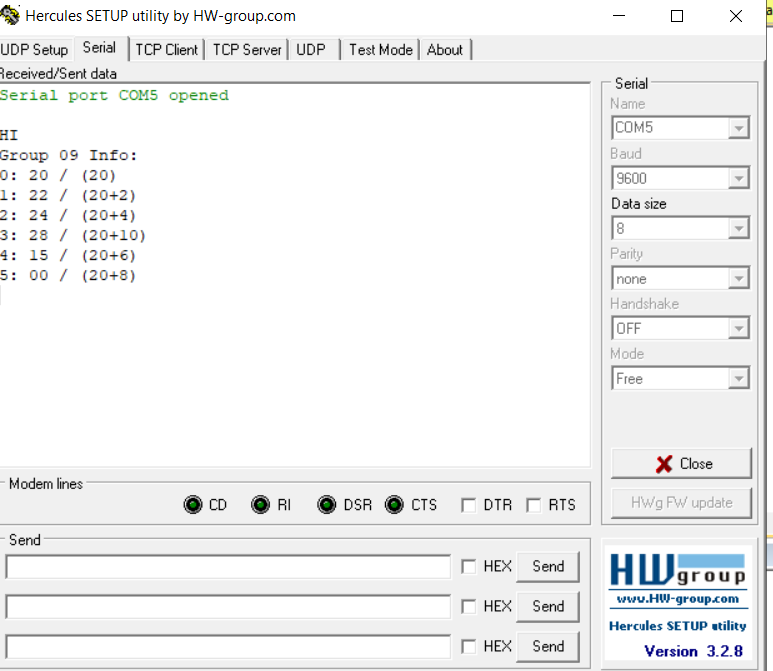 Hercules SETUP utility by HW-group.com
UDP Setup Serial TCP Client TCP Server UDP Test Mode About
Received/Sent data
Serial port COM5 opened
HI
Group 09 Info:
0: 20 / (20)
1: 22 / (20+2)
2: 24 / (20+4)
3: 28 / (20+10)
4: 15 / (20+6)
5: 00 / (20+8)
Modem lines
CD RI DSR CTS DTR RTS
Send
HEX Send
HEX Send
HEX Send
Serial
Name
COM5
Baud
9600
Data size
8
Parity
none
Handshake
OFF
Mode
Free
Close
HWg FW update
HWgroup
www.HW-group.com
Hercules SETUP utility
Version 3.2.8